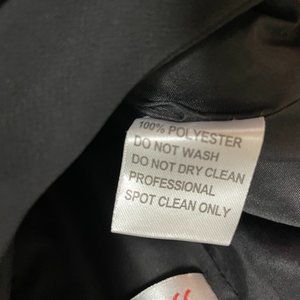 100% POLYESTER
DO NOT WASH
DO NOT DRY CLEAN
PROFESSIONAL
SPOT CLEAN ONLY